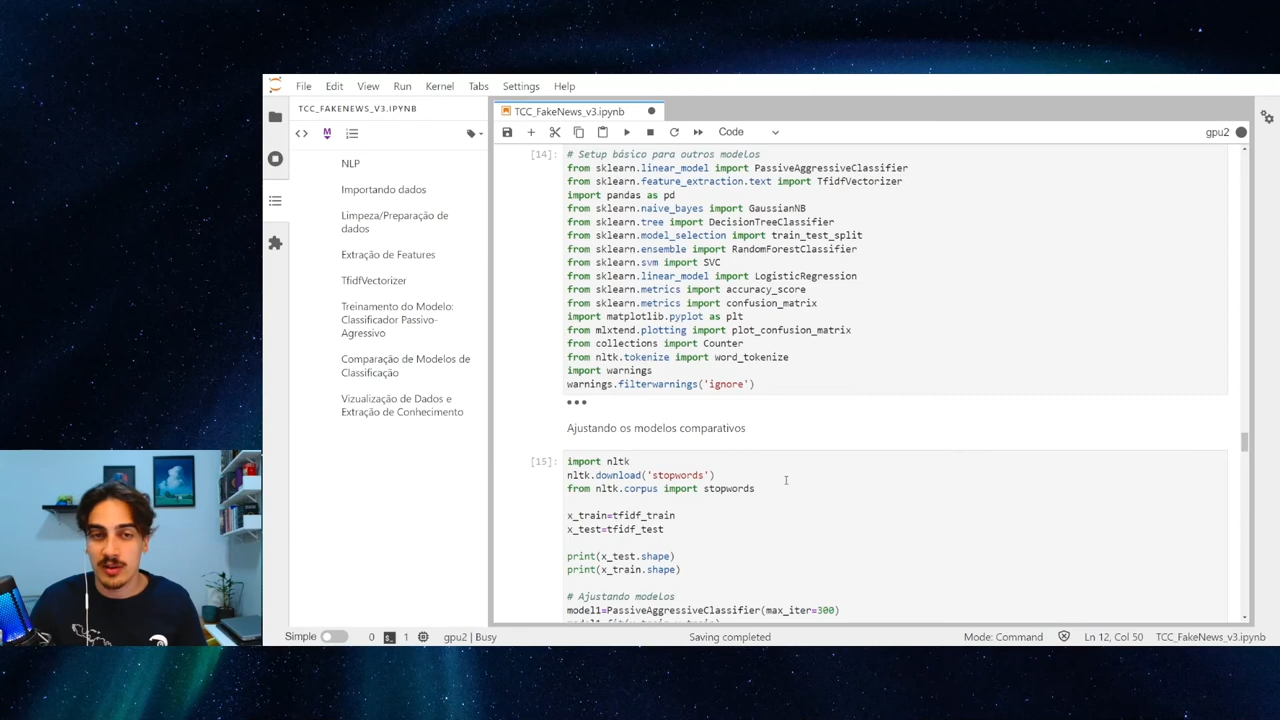 File Edit View Run Kernel Tabs Settings Help
TCC_FAKENEWS_V3.IPYNB
NLP
Importando dados
Limpeza/Preparação de
dados
Extração de Features
TfidfVectorizer
Treinamento do Modelo:
Classificador Passivo-
Agressivo
Comparação de Modelos de
Classificação
Vizualização de Dados e
Extração de Conhecimento
TCC_FakeNews_v3.ipynb
Code
gpu2
[14]:
# Setup básico para outros modelos
from sklearn.linear_model import PassiveAggressiveClassifier
from sklearn.feature_extraction.text import TfidfVectorizer
import pandas as pd
from sklearn.naive_bayes import GaussianNB
from sklearn.tree import DecisionTreeClassifier
from sklearn.model_selection import train_test_split
from sklearn.ensemble import RandomForestClassifier
from sklearn.svm import SVC
from sklearn.linear_model import LogisticRegression
from sklearn.metrics import accuracy_score
from sklearn.metrics import confusion_matrix
import matplotlib.pyplot as plt
from mlxtend.plotting import plot_confusion_matrix
from collections import Counter
from nltk.tokenize import word_tokenize
import warnings
warnings.filterwarnings('ignore')
Ajustando os modelos comparativos
[15]:
import nltk
nltk.download('stopwords')
from nltk.corpus import stopwords
x_train=tfidf_train
x_test=tfidf_test
print(x_test.shape)
print(x_train.shape)
# Ajustando modelos
model1=PassiveAggressiveClassifier(max_iter=300)
Simple 0 1 gpu2 | Busy Saving completed Mode: Command Ln 12, Col 50 TCC_FakeNews_v3.ipynb